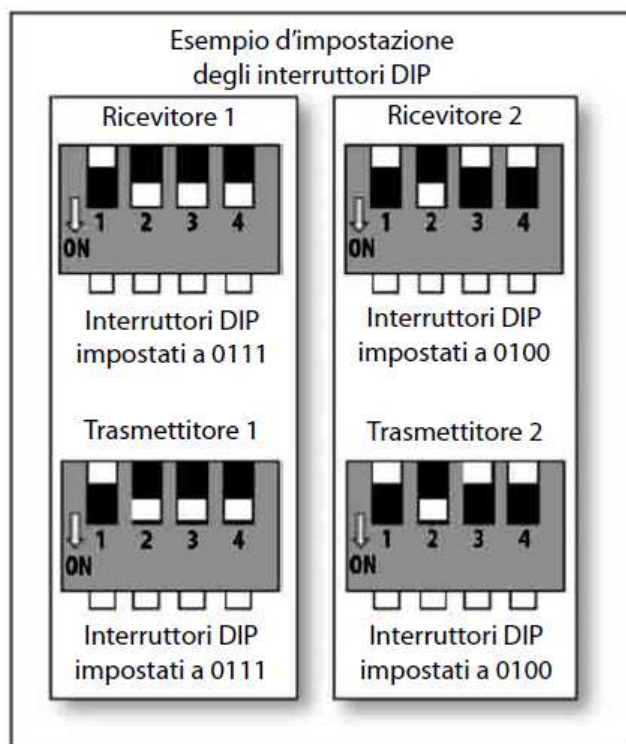 Esempio d'impostazione
degli interruttori DIP
Ricevitore 1
1 2 3 4
ON
Interruttori DIP
impostati a 0111
Ricevitore 2
1 2 3 4
ON
Interruttori DIP
impostati a 0100
Trasmettitore 1
1 2 3 4
ON
Interruttori DIP
impostati a 0111
Trasmettitore 2
1 2 3 4
ON
Interruttori DIP
impostati a 0100